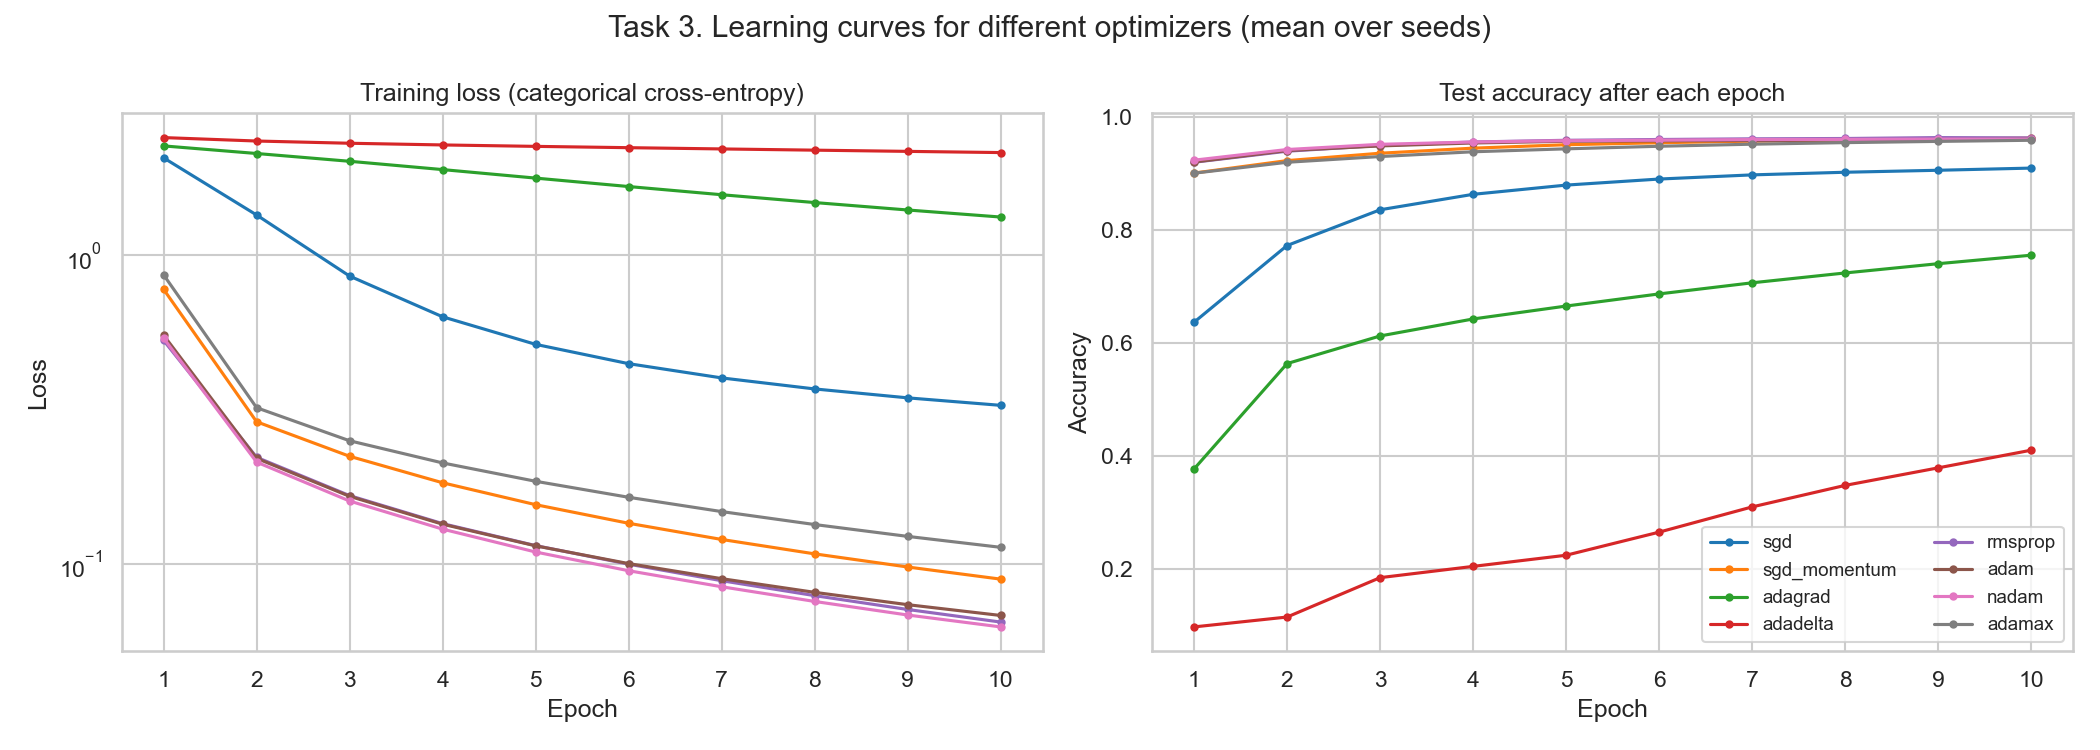 Task 3. Learning curves for different optimizers (mean over seeds)
Training loss (categorical cross-entropy)
Loss
10⁰
10⁻¹
1 2 3 4 5 6 7 8 9 10
Epoch
Test accuracy after each epoch
Accuracy
1.0
0.8
0.6
0.4
0.2
1 2 3 4 5 6 7 8 9 10
Epoch
sgd
sgd_momentum
adagrad
adadelta
rmsprop
adam
nadam
adamax